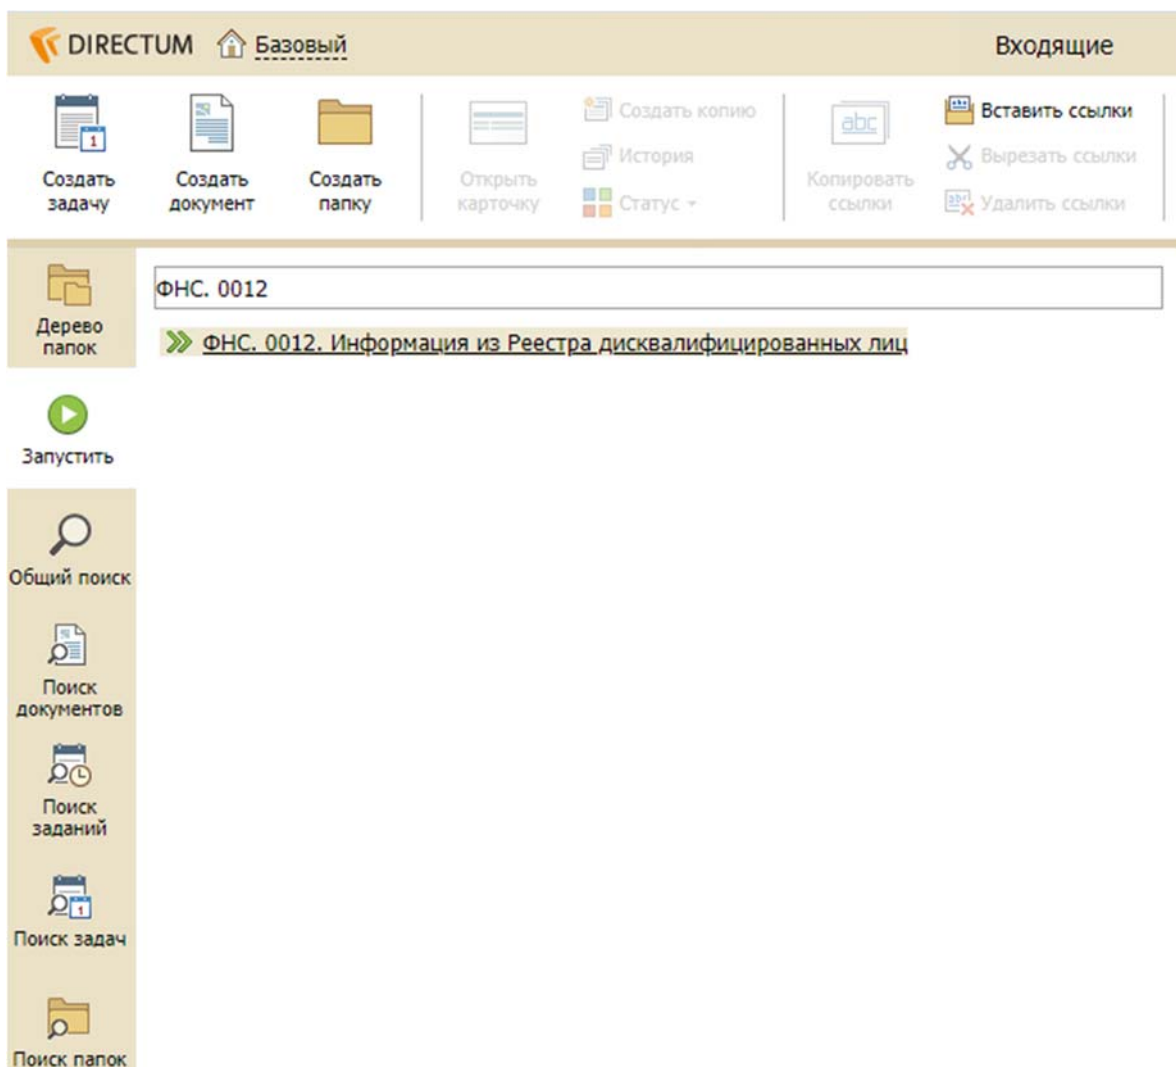 DIRECTUM Базовый Входящие
Создать задачу
Создать документ
Создать папку
Открыть карточку
Создать копию
История
Статус
abc
Копировать ссылки
Вставить ссылки
Вырезать ссылки
Удалить ссылки
Дерево папок
ФНС. 0012
ФНС. 0012. Информация из Реестра дисквалифицированных лиц
Запустить
Общий поиск
Поиск документов
Поиск заданий
Поиск задач
Поиск папок